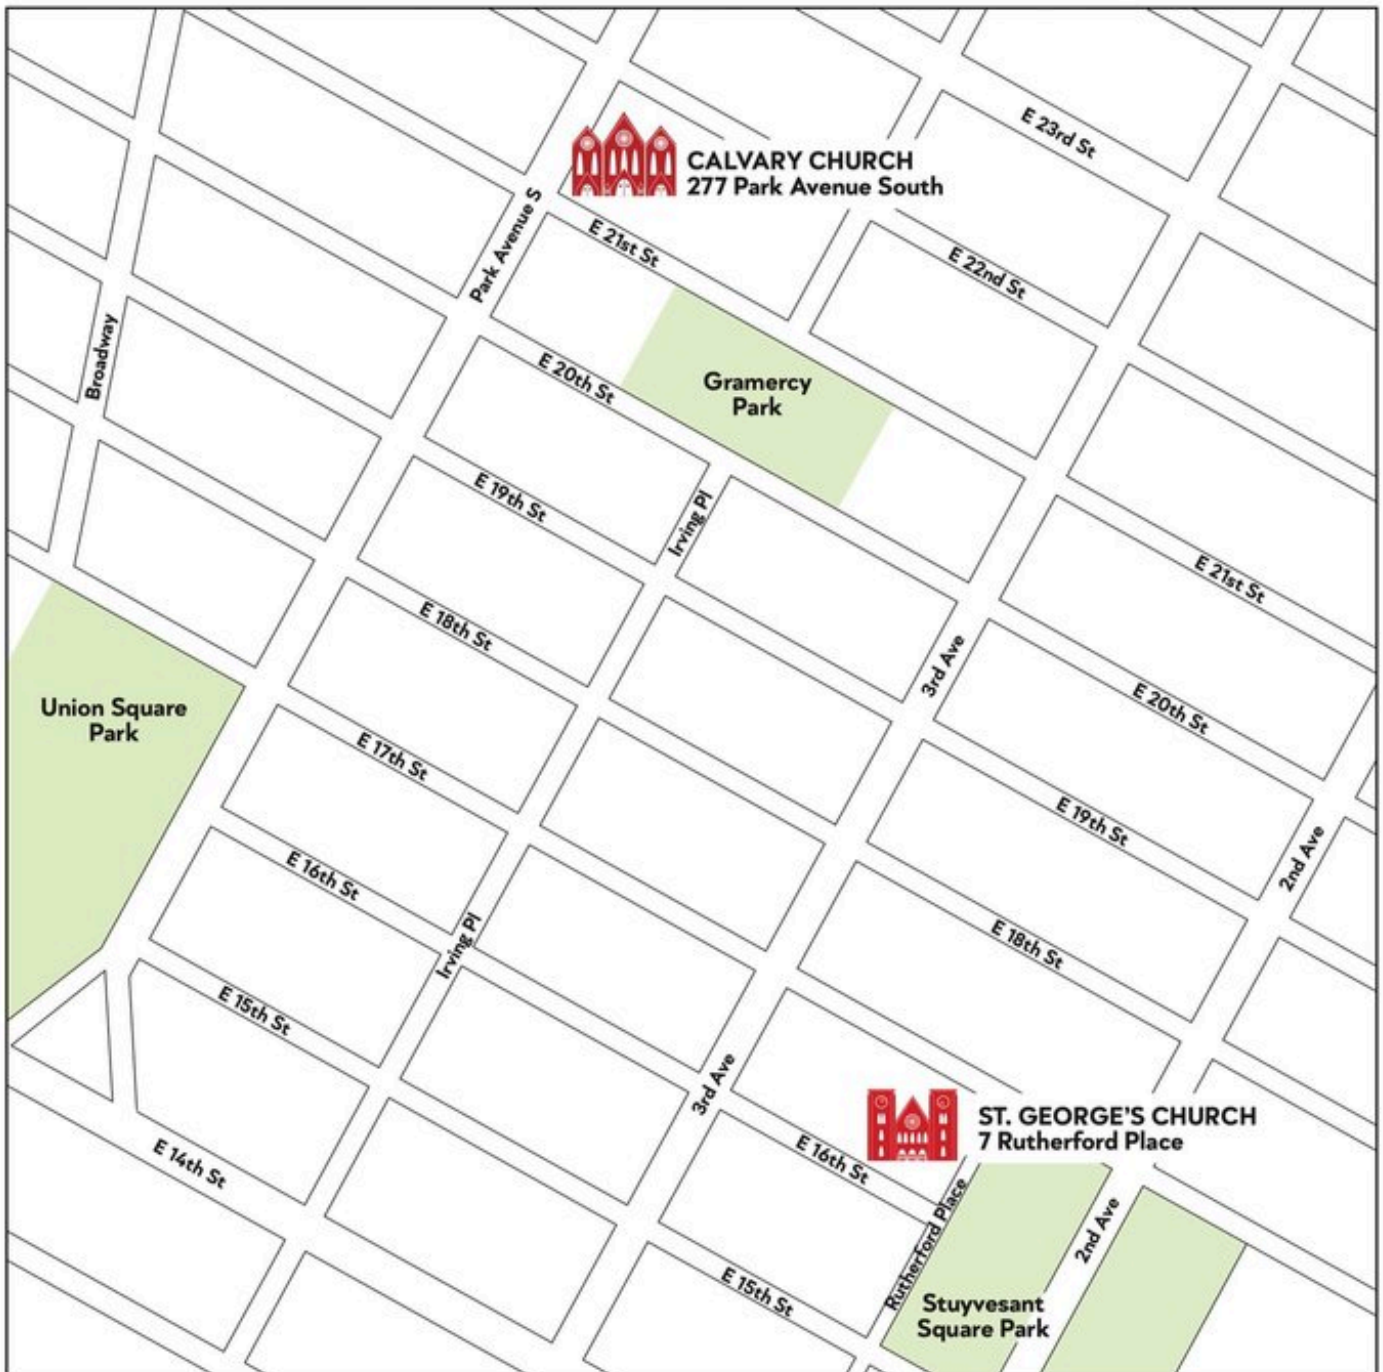 E 23rd St
CALVARY CHURCH
277 Park Avenue South
Park Avenue S
E 21st St
E 22nd St
Broadway
E 20th St
Gramercy
Park
E 19th St
Irving Pl
E 21st St
E 18th St
3rd Ave
E 20th St
Union Square
Park
E 17th St
E 19th St
2nd Ave
E 16th St
Irving Pl
E 18th St
E 15th St
3rd Ave
ST. GEORGE'S CHURCH
7 Rutherford Place
E 14th St
E 16th St
Rutherford Place
2nd Ave
E 15th St
Stuyvesant
Square Park